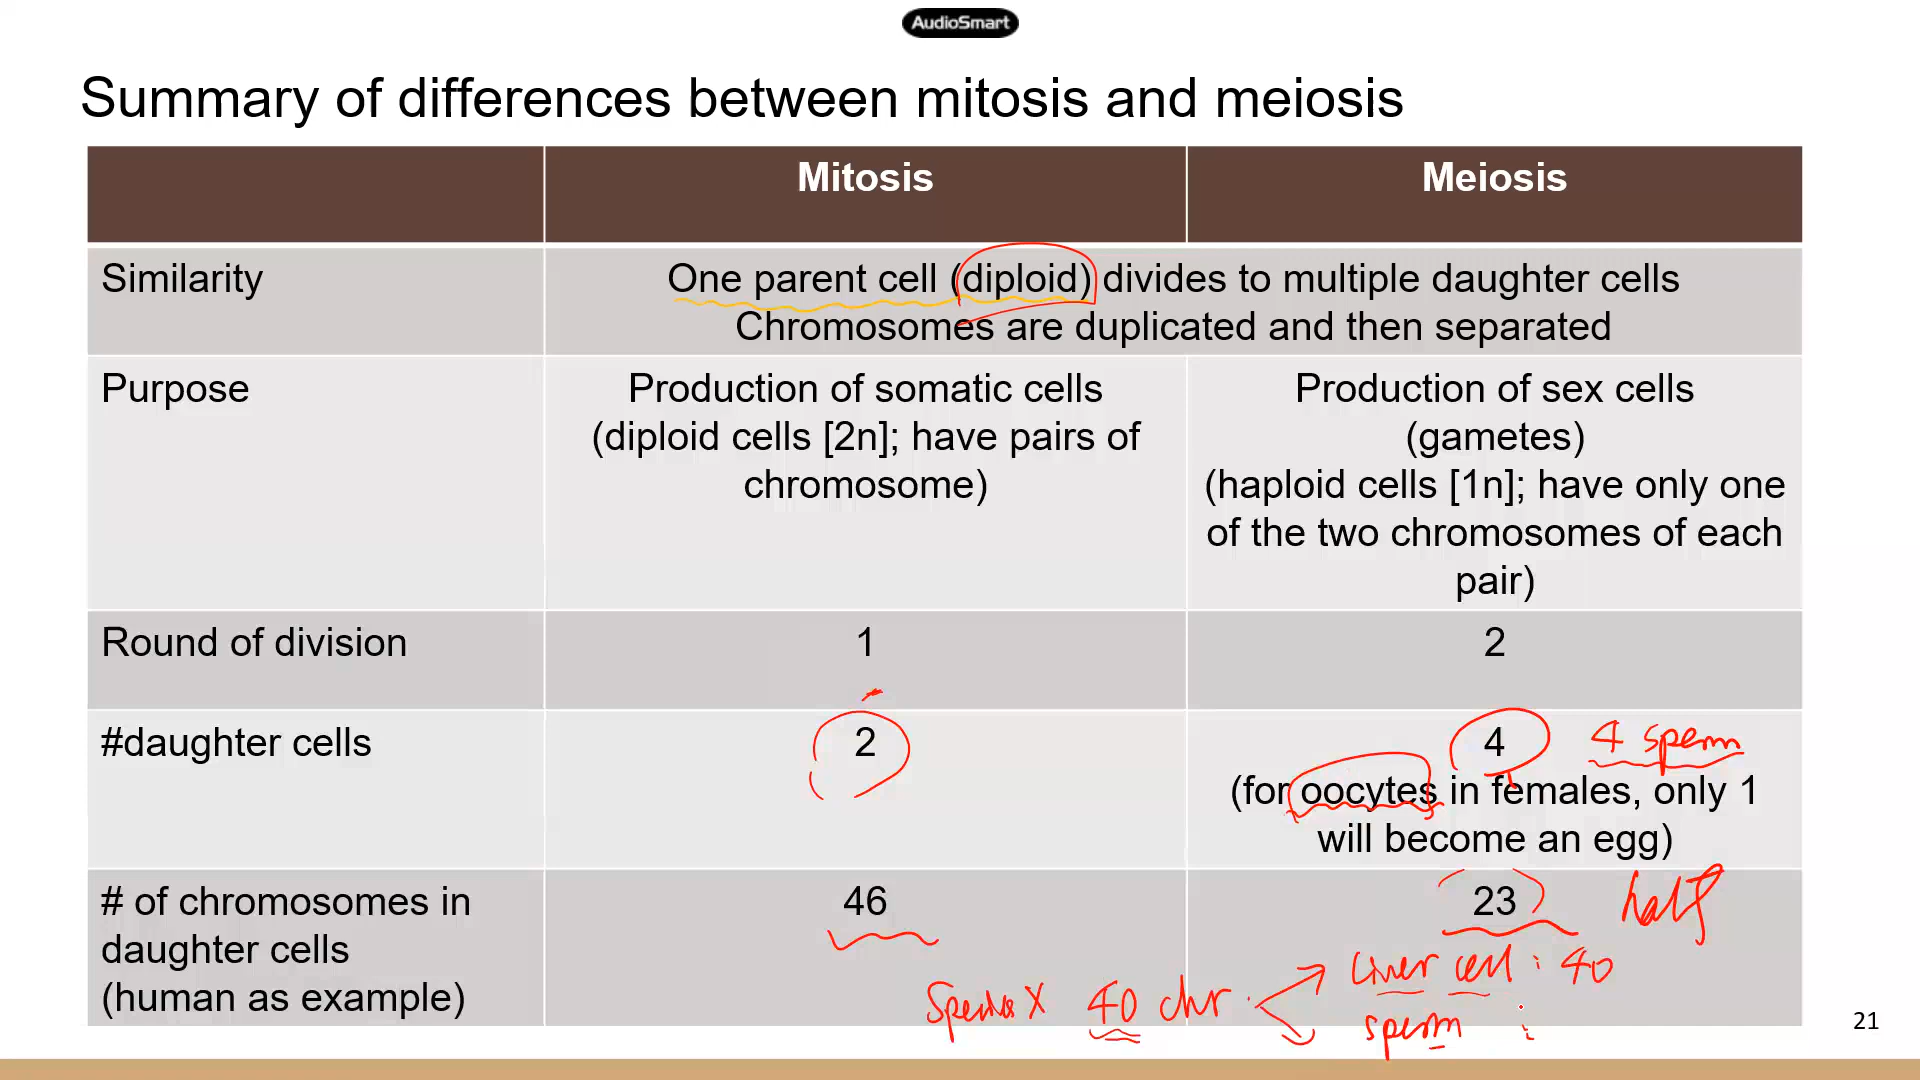 AudioSmart
Summary of differences between mitosis and meiosis
Mitosis
Meiosis
Similarity
One parent cell (diploid) divides to multiple daughter cells
Chromosomes are duplicated and then separated
Purpose
Production of somatic cells
(diploid cells [2n]; have pairs of
chromosome)
Production of sex cells
(gametes)
(haploid cells [1n]; have only one
of the two chromosomes of each
pair)
Round of division
1
2
#daughter cells
2
4
4 sperm
(for oocytes in females, only 1
will become an egg)
# of chromosomes in
daughter cells
(human as example)
46
23
half
Species X 40 chr
Liver cell : 40
sperm :
21